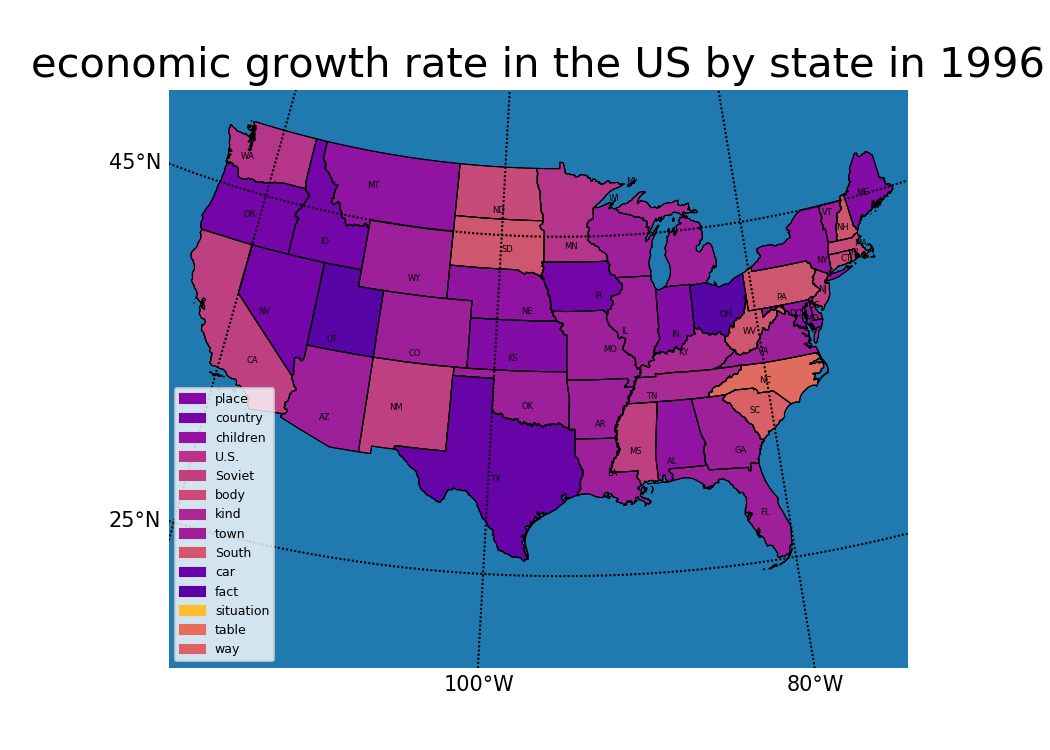 economic growth rate in the US by state in 1996
45°N
25°N
100°W
80°W
WA
MT
ND
MI
WI
ME
OR
ID
SD
MN
VT
NH
MA
NY
CT
WY
IA
PA
NJ
NV
UT
NE
IL
IN
OH
WV
VA
CO
KS
MO
KY
CA
AZ
NM
OK
AR
TN
NC
SC
MS
AL
GA
TX
LA
FL
place
country
children
U.S.
Soviet
body
kind
town
South
car
fact
situation
table
way